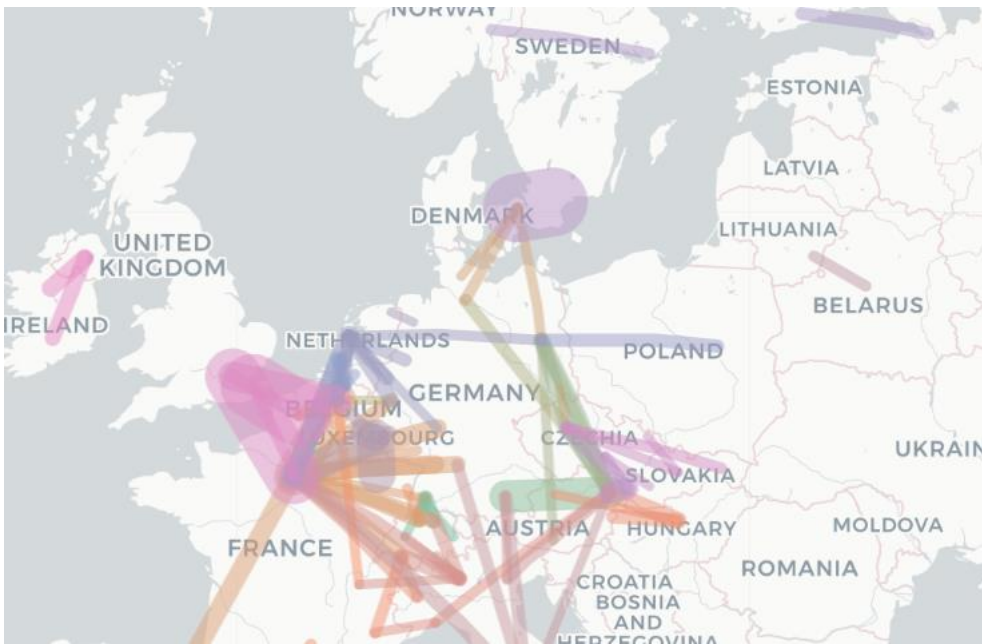 NORWAY
SWEDEN
ESTONIA
LATVIA
DENMARK
LITHUANIA
UNITED
KINGDOM
BELARUS
IRELAND
NETHERLANDS
POLAND
GERMANY
BELGIUM
LUXEMBOURG
CZECHIA
UKRAIN
SLOVAKIA
AUSTRIA
HUNGARY
MOLDOVA
FRANCE
ROMANIA
CROATIA
BOSNIA
AND
HERZEGOVINA